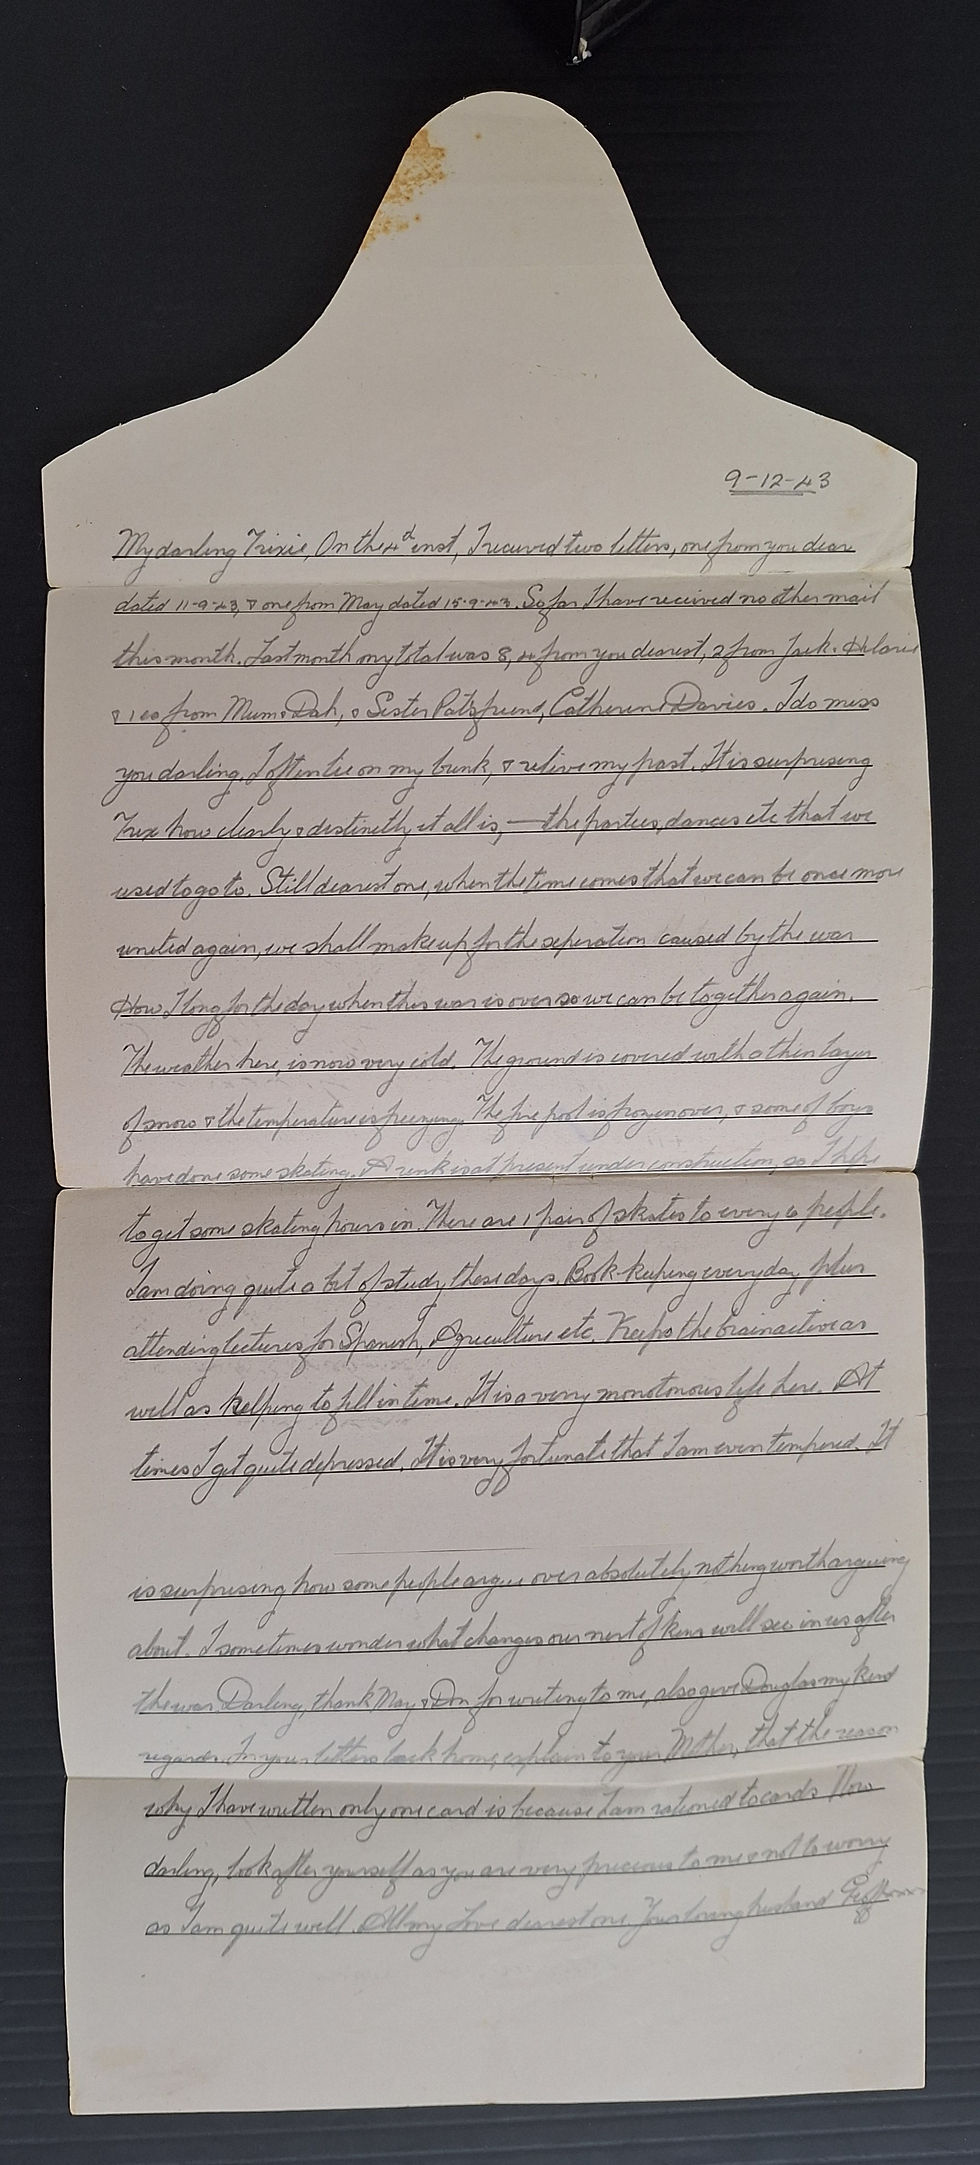 9-12-43
My darling Trixie, On the 4th inst, I received two letters, one from you dear
dated 11-9-43, & one from May dated 15-9-43. So far I have received no other mail
this month. Last month my total was 8, 4 from you dearest, 2 from Jack & Hilarie
& 1 ea from Mum & Dah, & Sister Pat's friend, Catherine Davies. I do miss
you darling. I often lie on my bunk, & relive my past. It is surprising
Trix how clearly & distinctly it all is, — the parties, dances etc that we
used to go to. Still dearest one, when the time comes that we can be once more
united again, we shall make up for the seperation caused by the war
How I long for the day when this war is over so we can be together again.
The weather here is now very cold. The ground is covered with a thin layer
of snow & the temperature is freezing. The fire pool is frozen over, & some of boys
have done some skating. A rink is at present under construction, so I hope
to get some skating hours in. There are 1 pair of skates to every 6 people.
I am doing quite a bit of study these days, Book-keeping everyday, plus
attending lectures for Spanish, Agriculture etc. Keeps the brain active as
well as helping to fill in time. It is a very monotonous life here. At
times I get quite depressed. It is very fortunate that I am even tempered. It
is surprising how some people argue over absolutely nothing worth arguing
about. I sometimes wonder what changes our next of kins will see in us after
the war. Darling, thank May & Don for writing to me, also give Douglas my kind
regards. In your letters back home, explain to your Mother, that the reason
why I have written only one card is because I am rationed to cards. Now
darling, look after yourself as you are very precious to me & not to worry
as I am quite well. All my Love dearest one. Your loving husband